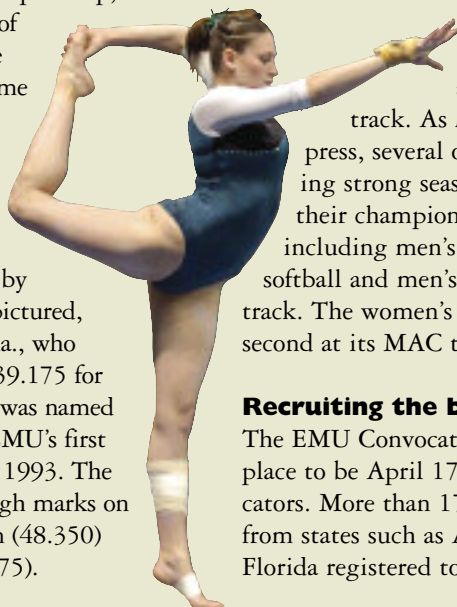 of
e
me
by
pictured,
a., who
39.175 for
was named
EMU's first
1993. The
gh marks on
n (48.350)
75).
track. As A
press, several o
ing strong seas
their champion
including men's
softball and men's
track. The women's
second at its MAC t
Recruiting the b
The EMU Convocat
place to be April 17
cators. More than 17
from states such as A
Florida registered to